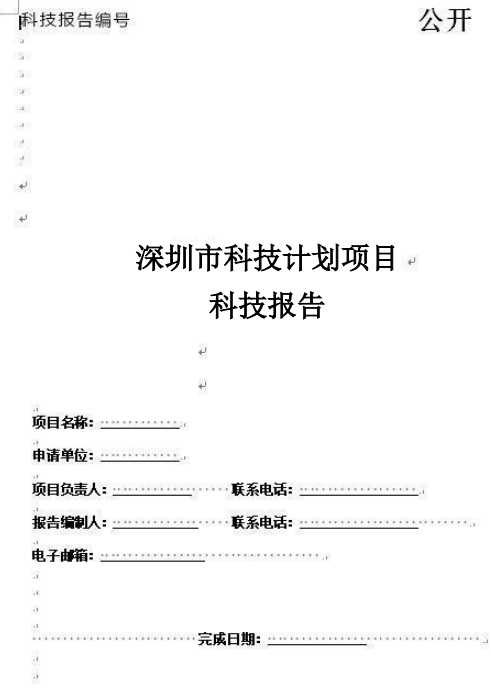 科技报告编号 公开
深圳市科技计划项目
科技报告
项目名称：
申请单位：
项目负责人： 联系电话：
报告编制人： 联系电话：
电子邮箱：
完成日期：